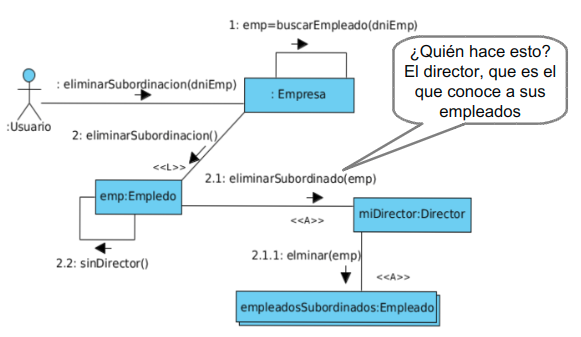 1: emp=buscarEmpleado(dniEmp)
¿Quién hace esto?
El director, que es el
que conoce a sus
empleados
: eliminarSubordinacion(dniEmp)
: Empresa
:Usuario
2: eliminarSubordinacion()
<<L>>
2.1: eliminarSubordinado(emp)
emp:Empledo
<<A>>
miDirector:Director
2.2: sinDirector()
2.1.1: elminar(emp)
<<A>>
empleadosSubordinados:Empleado